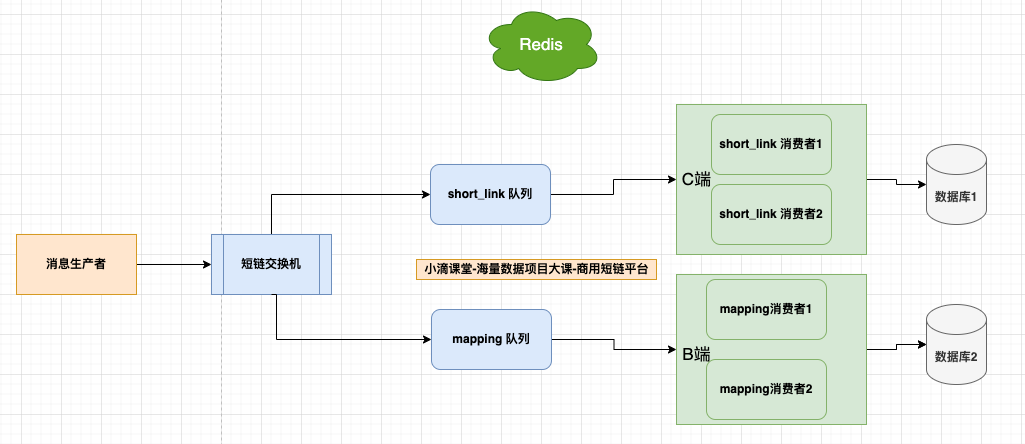 Redis
short_link 消费者1
C端
short_link 消费者2
数据库1
short_link 队列
消息生产者
短链交换机
小滴课堂-海量数据项目大课-商用短链平台
mapping 队列
mapping消费者1
B端
mapping消费者2
数据库2